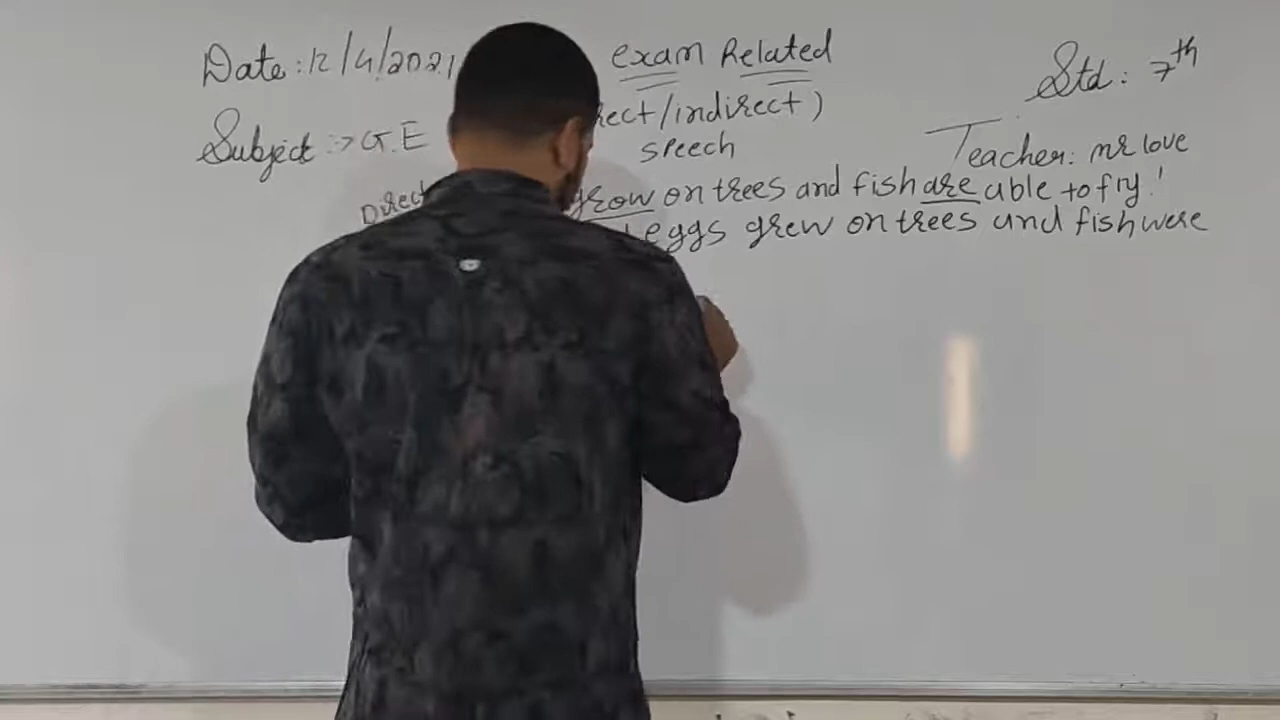 Date: 12/4/2021 exam Related Std: 7th
Subject :→ G.E rect/indirect)
speech Teacher: mr love
Direct grow on trees and fish are able to fry.'
eggs grew on trees and fish were